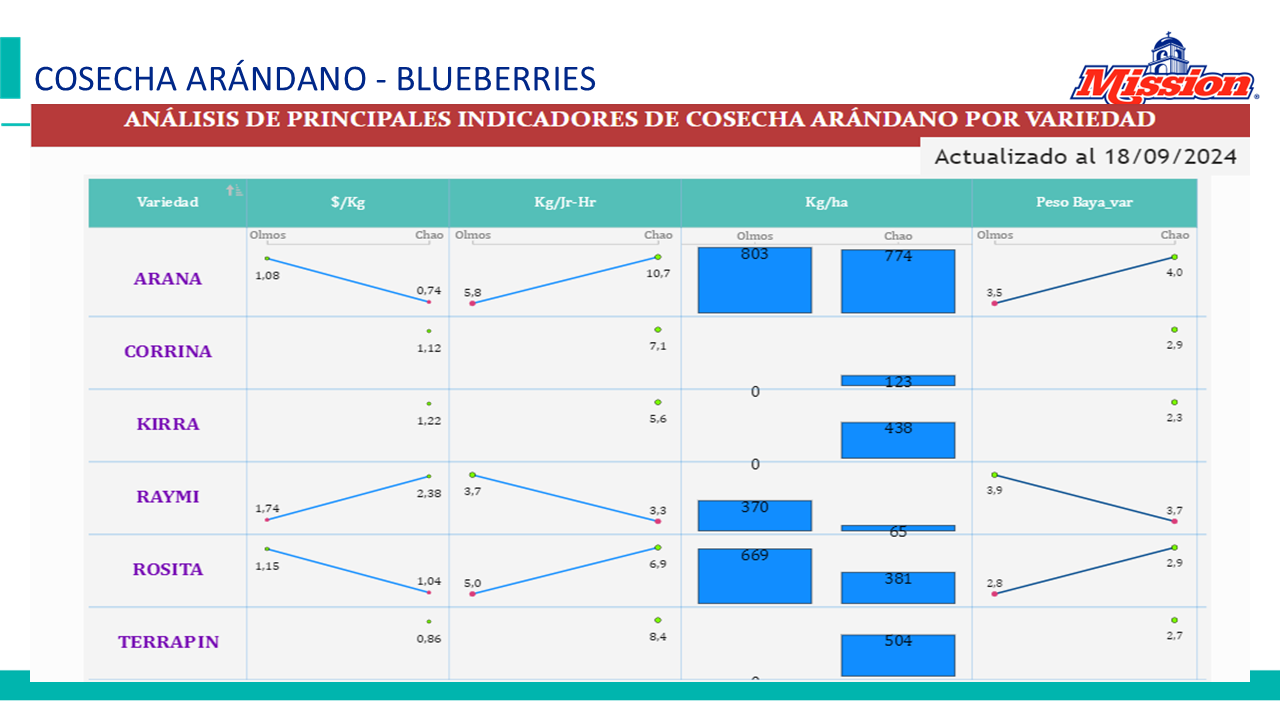 COSECHA ARÁNDANO - BLUEBERRIES
Mission®
ANÁLISIS DE PRINCIPALES INDICADORES DE COSECHA ARÁNDANO POR VARIEDAD
Actualizado al 18/09/2024
Variedad $/Kg Kg/Jr-Hr Kg/ha Peso Baya_var
Olmos Chao Olmos Chao Olmos Chao Olmos Chao
ARANA 1,08 0,74 5,8 10,7 803 774 3,5 4,0
CORRINA 1,12 7,1 0 123 2,9
KIRRA 1,22 5,6 0 438 2,3
RAYMI 1,74 2,38 3,7 3,3 370 65 3,9 3,7
ROSITA 1,15 1,04 5,0 6,9 669 381 2,8 2,9
TERRAPIN 0,86 8,4 504 2,7